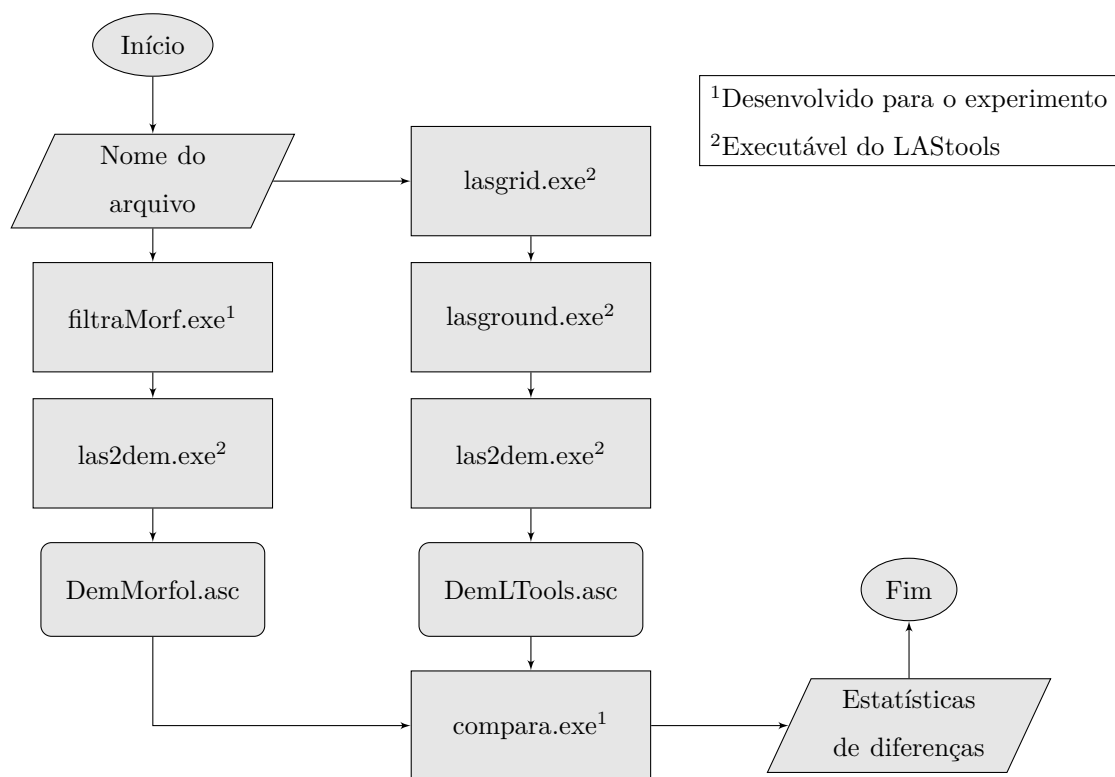 Início
¹Desenvolvido para o experimento
²Executável do LAStools
Nome do
arquivo
lasgrid.exe²
filtraMorf.exe¹
lasground.exe²
las2dem.exe²
las2dem.exe²
DemMorfol.asc
DemLTools.asc
Fim
compara.exe¹
Estatísticas
de diferenças